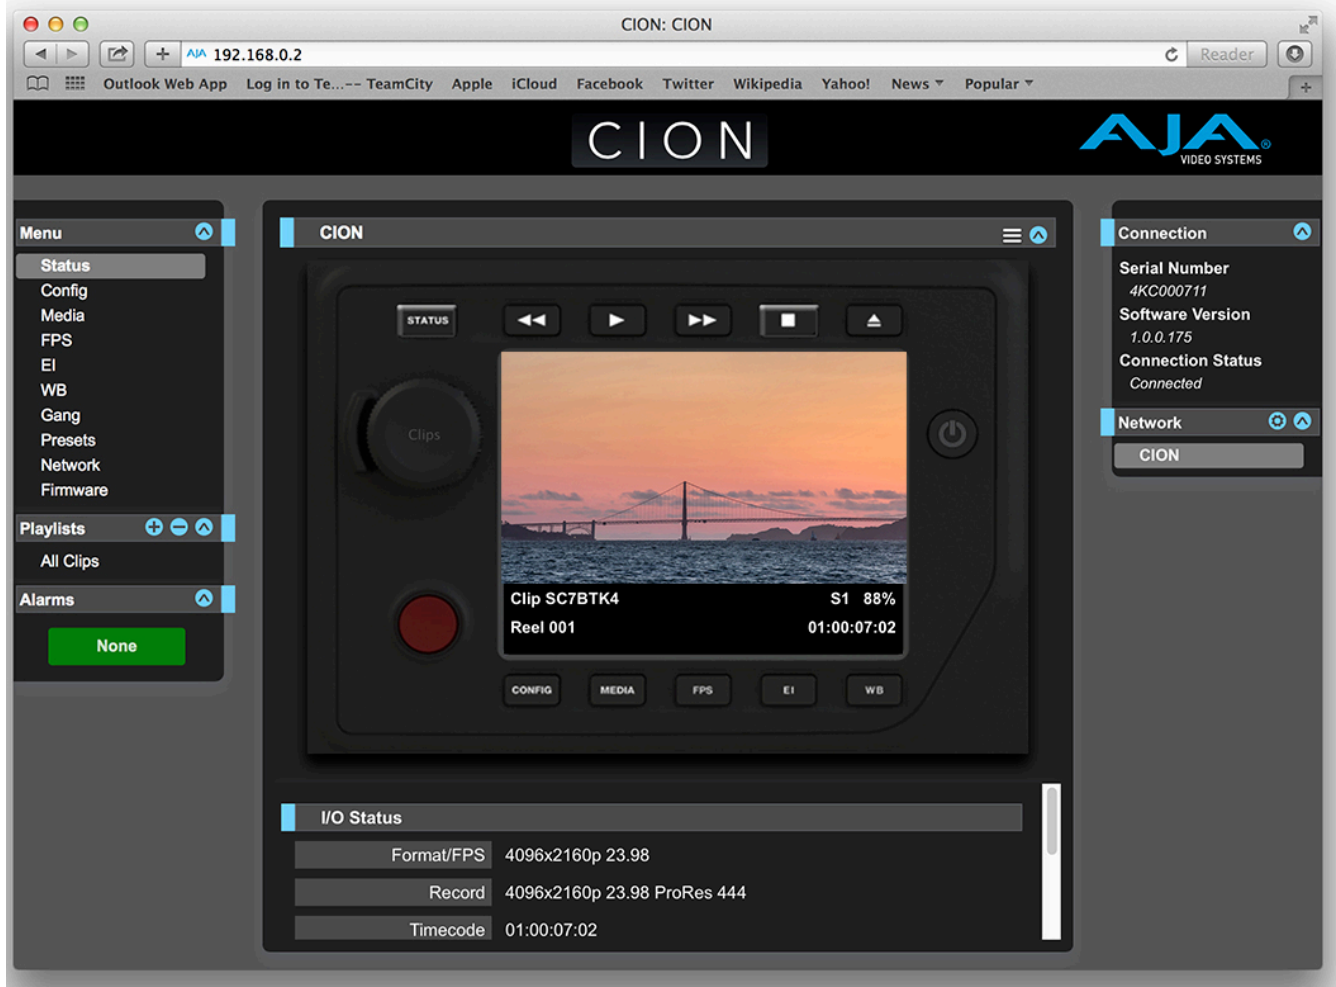 CION: CION
AJA 192.168.0.2
Reader
Outlook Web App Log in to Te...-- TeamCity Apple iCloud Facebook Twitter Wikipedia Yahoo! News Popular
CION
AJA
VIDEO SYSTEMS
Menu
Status
Config
Media
FPS
EI
WB
Gang
Presets
Network
Firmware
Playlists
All Clips
Alarms
None
CION
STATUS
Clips
Clip SC7BTK4 S1 88%
Reel 001 01:00:07:02
CONFIG MEDIA FPS EI WB
I/O Status
Format/FPS 4096x2160p 23.98
Record 4096x2160p 23.98 ProRes 444
Timecode 01:00:07:02
Connection
Serial Number
4KC000711
Software Version
1.0.0.175
Connection Status
Connected
Network
CION